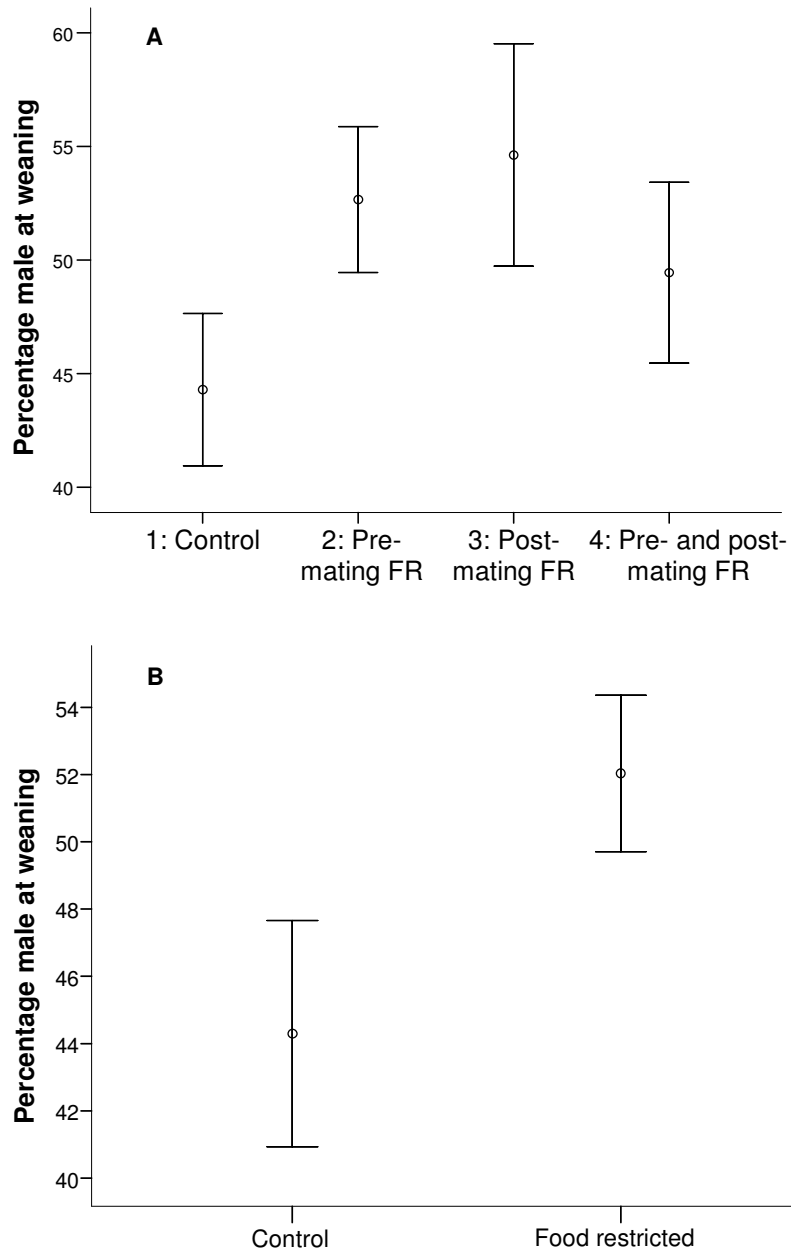 A
Percentage male at weaning
60
55
50
45
40
1: Control
2: Pre-
mating FR
3: Post-
mating FR
4: Pre- and post-
mating FR
B
Percentage male at weaning
54
52
50
48
46
44
42
40
Control
Food restricted